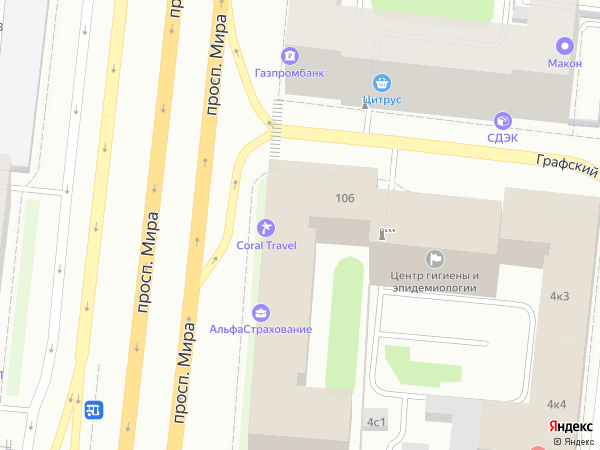 просп. Мира
просп. Мира
Газпромбанк
Макон
Цитрус
СДЭК
Графский
106
Coral Travel
просп. Мира
Центр гигиены и
эпидемиологии
4к3
АльфаСтрахование
просп. Мира
4к4
4с1
Яндекс
© Яндекс